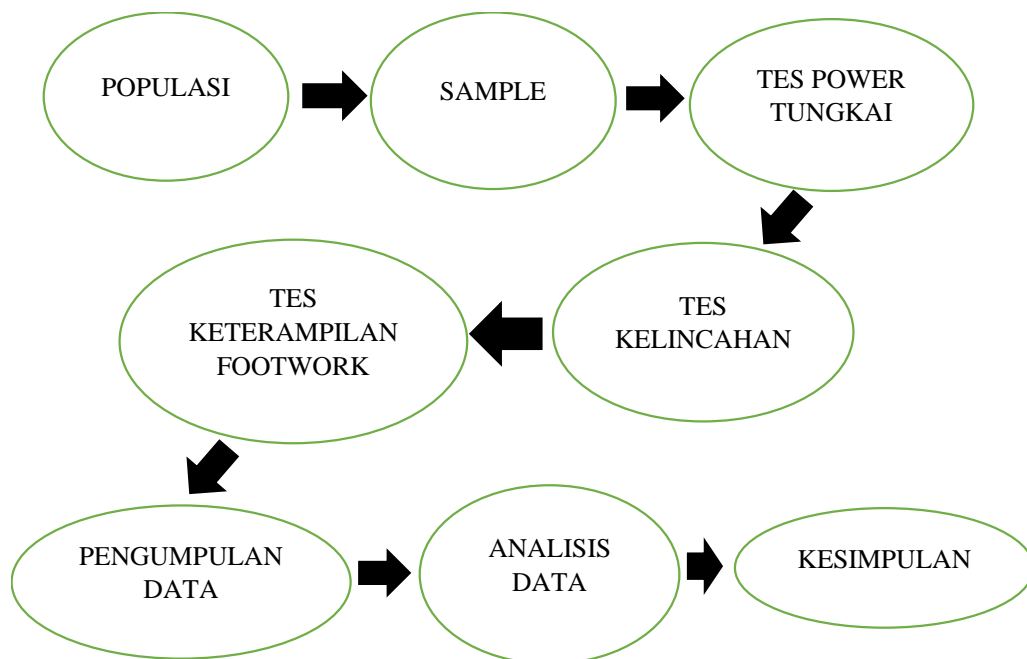 POPULASI
SAMPLE
TES POWER
TUNGKAI
TES
KELINCAHAN
TES
KETERAMPILAN
FOOTWORK
PENGUMPULAN
DATA
ANALISIS
DATA
KESIMPULAN